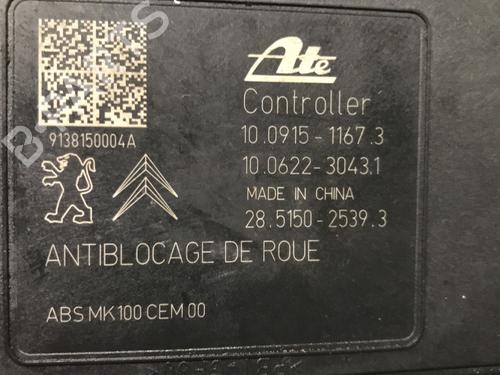 Ate
Controller
9138150004A
10.0915-1167.3
10.0622-3043.1
MADE IN CHINA
28.5150-2539.3
ANTIBLOCAGE DE ROUE
ABS MK100 CEM 00